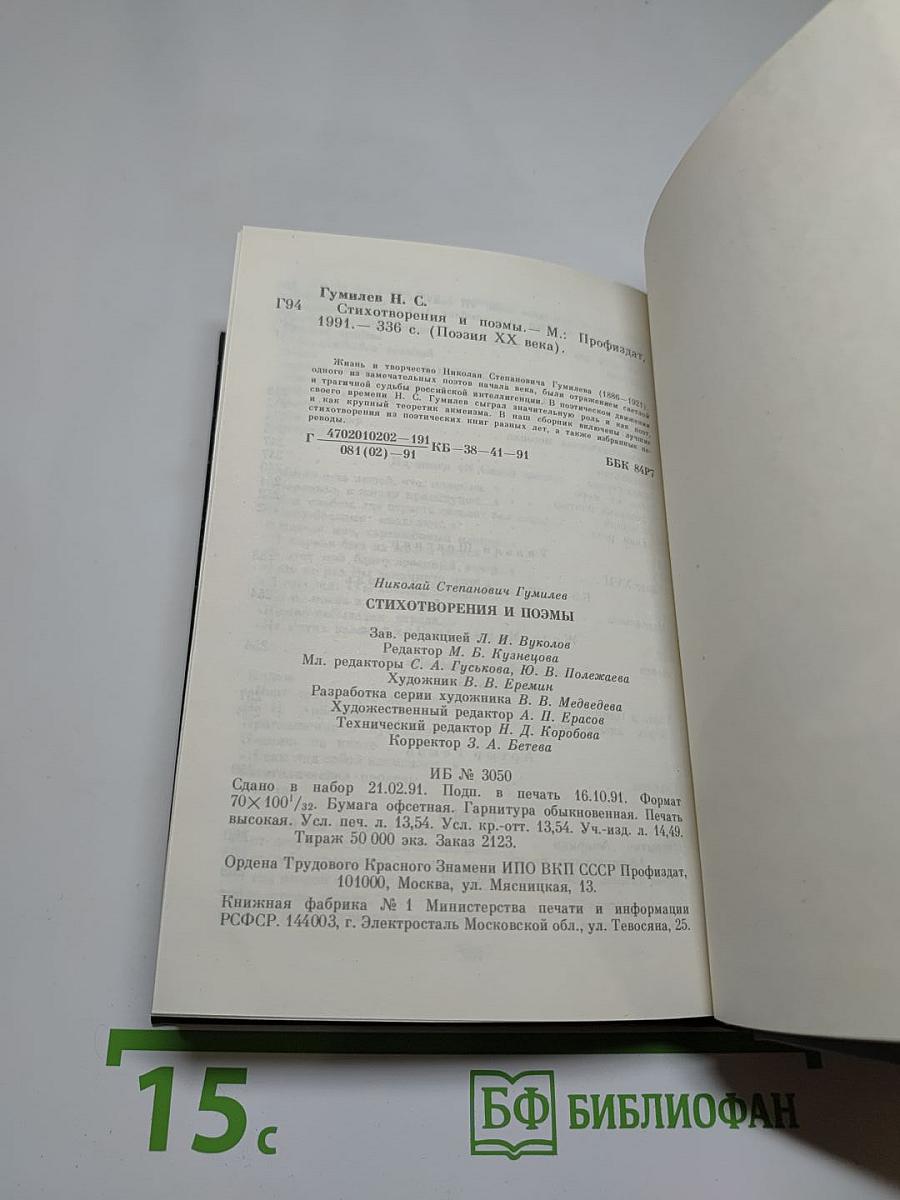 Гумилев Н. С.
Г94 Стихотворения и поэмы.— М.: Профиздат,
1991.— 336 с. (Поэзия XX века).
Жизнь и творчество Николая Степановича Гумилева (1886—1921),
одного из замечательных поэтов начала века, были отражением светлой
и трагичной судьбы российской интеллигенции. В поэтическом движении
своего времени Н. С. Гумилев сыграл значительную роль и как поэт,
и как крупный теоретик акмеизма. В наш сборник включены лучшие
стихотворения из поэтических книг разных лет, а также избранные пе-
реводы.
Г 4702010202—191 КБ—38—41—91
081(02)—91
ББК 84Р7
Николай Степанович Гумилев
СТИХОТВОРЕНИЯ И ПОЭМЫ
Зав. редакцией Л. И. Вуколов
Редактор М. Б. Кузнецова
Мл. редакторы С. А. Гуськова, Ю. В. Полежаева
Художник В. В. Еремин
Разработка серии художника В. В. Медведева
Художественный редактор А. П. Ерасов
Технический редактор Н. Д. Коробова
Корректор З. А. Бетева
ИБ № 3050
Сдано в набор 21.02.91. Подп. в печать 16.10.91. Формат
70×100¹/₃₂. Бумага офсетная. Гарнитура обыкновенная. Печать
высокая. Усл. печ. л. 13,54. Усл. кр.-отт. 13,54. Уч.-изд. л. 14,49.
Тираж 50 000 экз. Заказ 2123.
Ордена Трудового Красного Знамени ИПО ВКП СССР Профиздат,
101000, Москва, ул. Мясницкая, 13.
Книжная фабрика № 1 Министерства печати и информации
РСФСР. 144003, г. Электросталь Московской обл., ул. Тевосяна, 25.
15 с
БФ БИБЛИОФАН